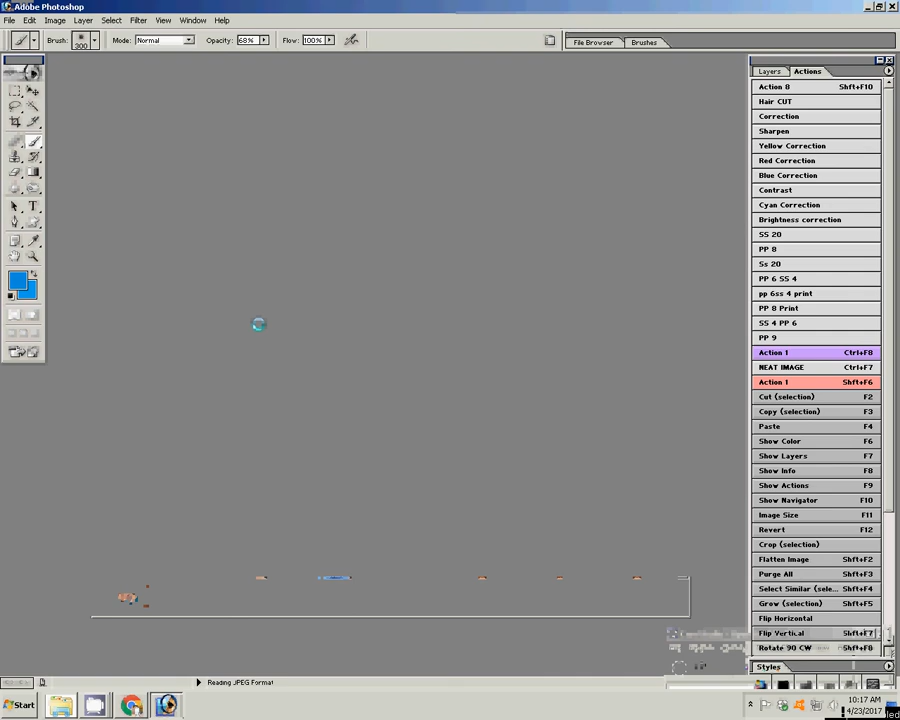 Adobe Photoshop
File Edit Image Layer Select Filter View Window Help
Brush: 300 Mode: Normal Opacity: 68% Flow: 100% File Browser Brushes
Layers Actions
Action 8 Shft+F10
Hair CUT
Correction
Sharpen
Yellow Correction
Red Correction
Blue Correction
Contrast
Cyan Correction
Brightness correction
SS 20
PP 8
Ss 20
PP 6 SS 4
pp 6ss 4 print
PP 8 Print
SS 4 PP 6
PP 9
Action 1 Ctrl+F8
NEAT IMAGE Ctrl+F7
Action 1 Shft+F6
Cut (selection) F2
Copy (selection) F3
Paste F4
Show Color F6
Show Layers F7
Show Info F8
Show Actions F9
Show Navigator F10
Image Size F11
Revert F12
Crop (selection)
Flatten Image Shft+F2
Purge All Shft+F3
Select Similar (sele... Shft+F4
Grow (selection) Shft+F5
Flip Horizontal
Flip Vertical Shft+F7
Rotate 90 CW Shft+F8
Styles
Reading JPEG Format
Start
10:17 AM
4/23/2017